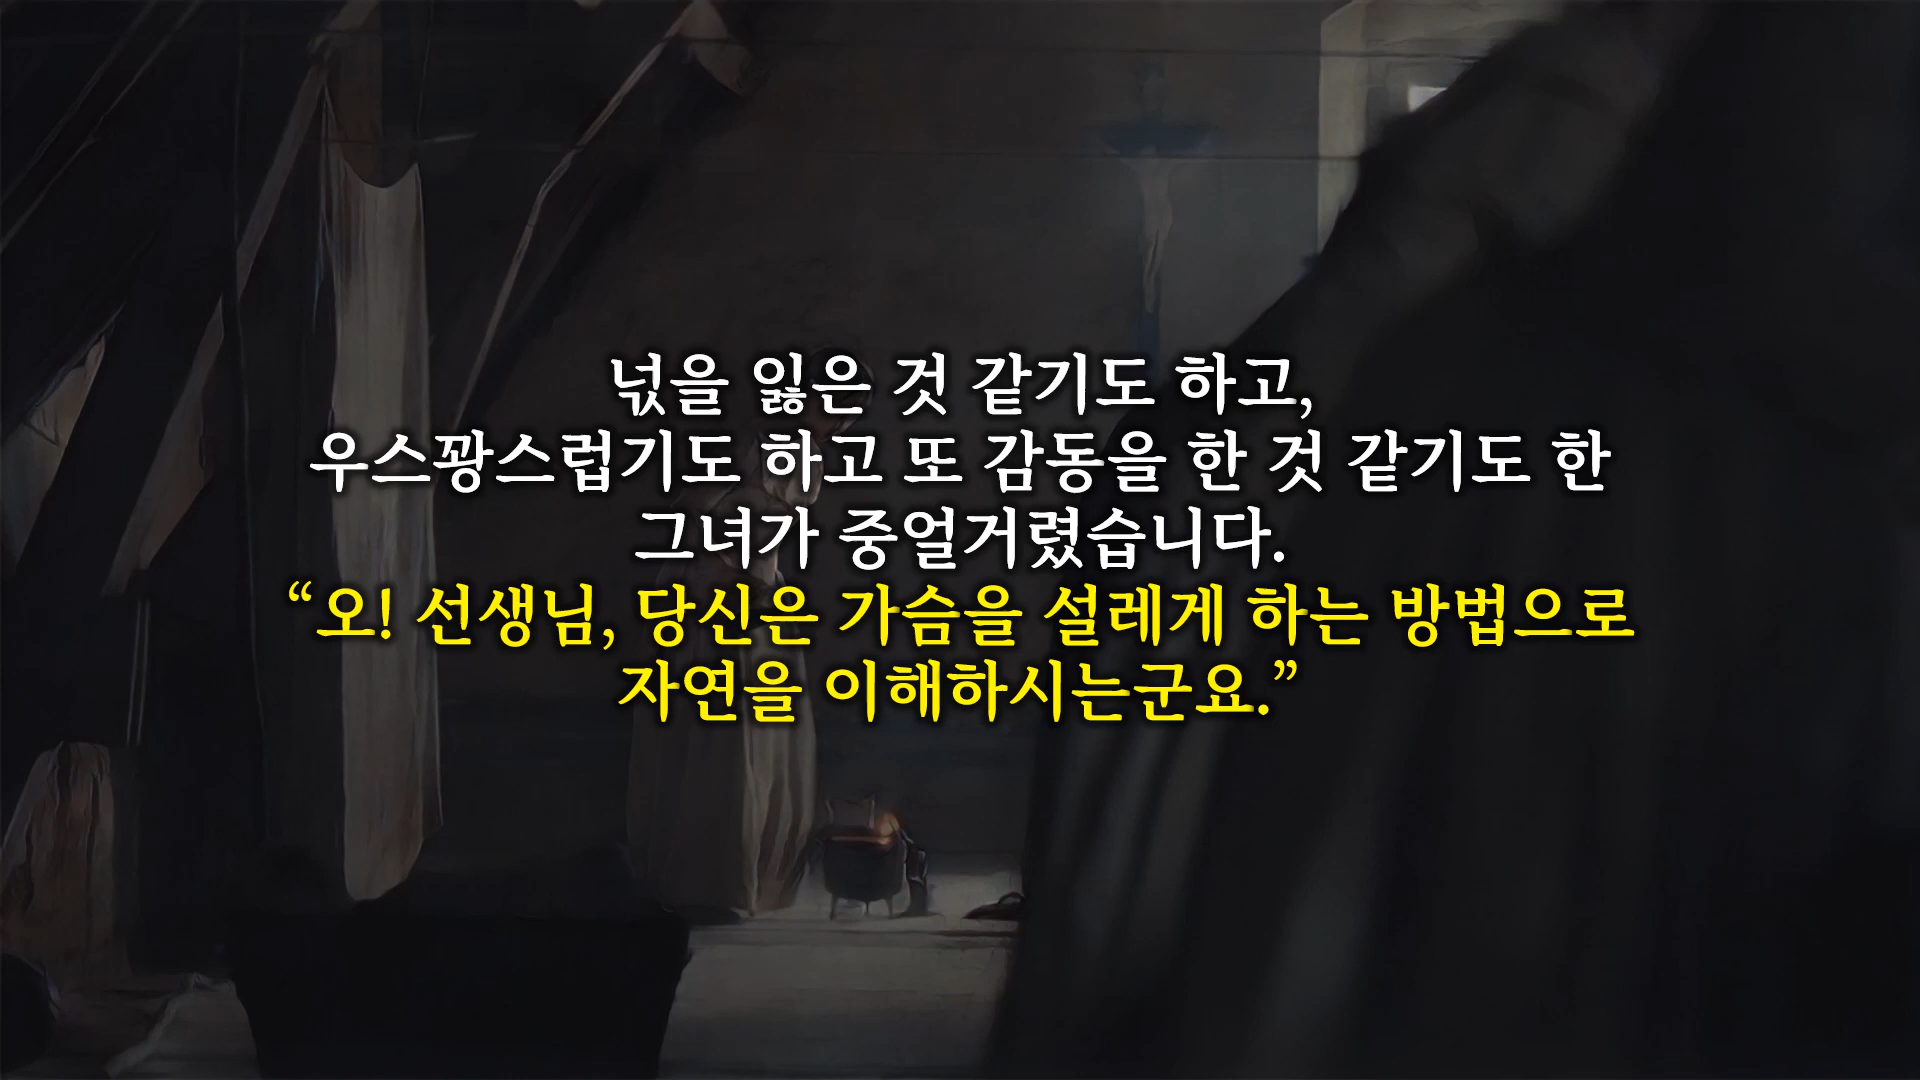 넋을 잃은 것 같기도 하고,
우스꽝스럽기도 하고 또 감동을 한 것 같기도 한
그녀가 중얼거렸습니다.
“오! 선생님, 당신은 가슴을 설레게 하는 방법으로
자연을 이해하시는군요.”